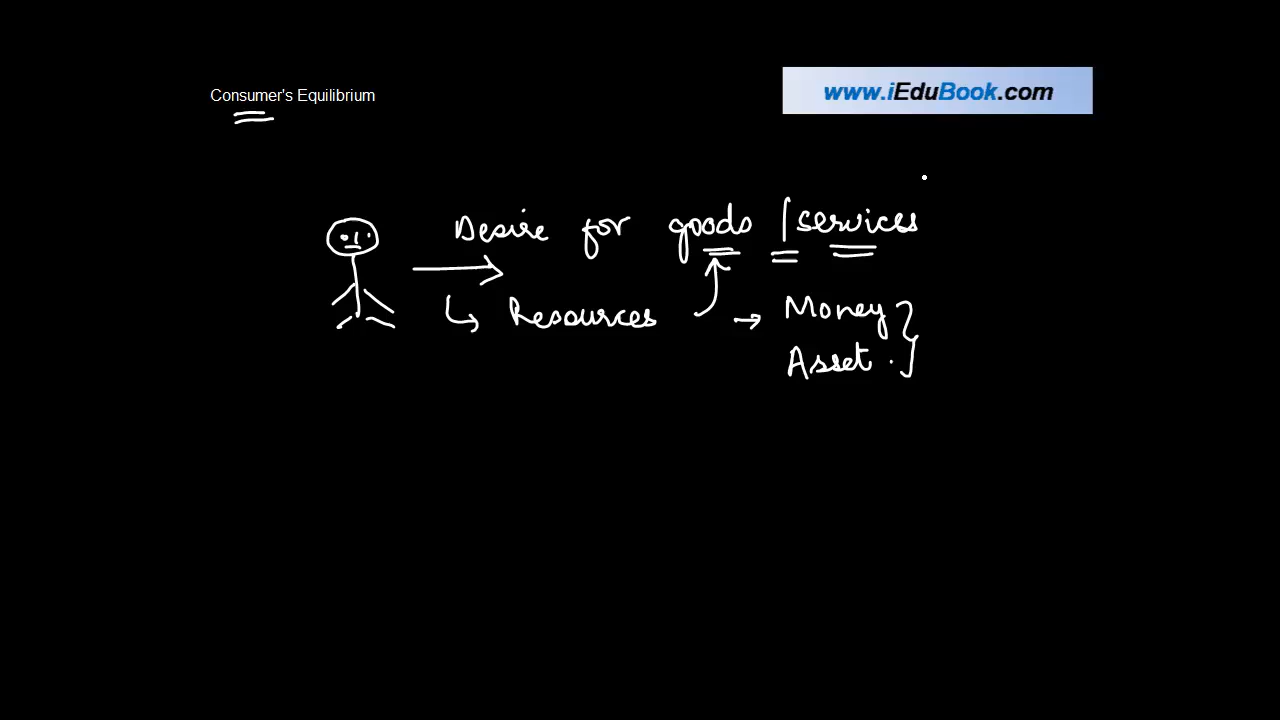 Consumer's Equilibrium
www.iEduBook.com
Desire for goods / services
Resources → Money
Asset